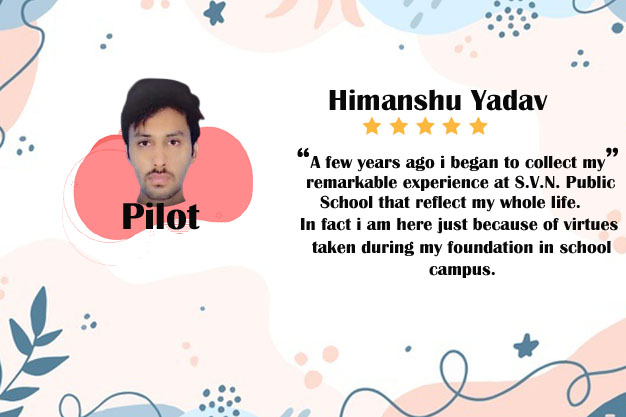 Himanshu Yadav
“A few years ago i began to collect my”
remarkable experience at S.V.N. Public
School that reflect my whole life.
In fact i am here just because of virtues
taken during my foundation in school
campus.
Pilot